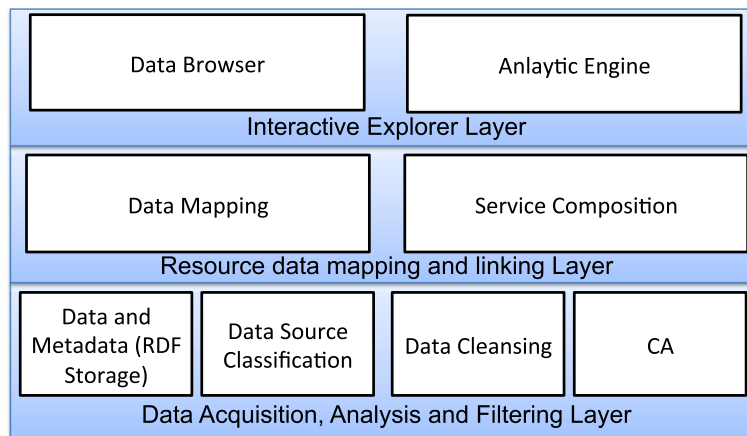 Data Browser
Anlaytic Engine
Interactive Explorer Layer
Data Mapping
Service Composition
Resource data mapping and linking Layer
Data and
Metadata (RDF
Storage)
Data Source
Classification
Data Cleansing
CA
Data Acquisition, Analysis and Filtering Layer